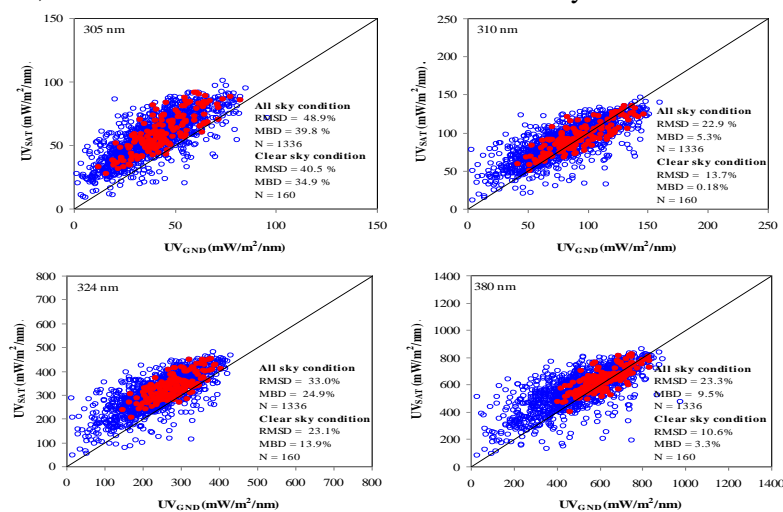 305 nm
150
100
50
0
UV_SAT (mW/m²/nm).
All sky condition
RMSD = 48.9%
MBD = 39.8 %
N = 1336
Clear sky condition
RMSD = 40.5 %
MBD = 34.9 %
N = 160
0 50 100 150
UV_GND (mW/m²/nm)
310 nm
250
200
150
100
50
0
UV_SAT (mW/m²/nm).
All sky condition
RMSD = 22.9 %
MBD = 5.3%
N = 1336
Clear sky condition
RMSD = 13.7%
MBD = 0.18%
N = 160
0 50 100 150 200 250
UV_GND (mW/m²/nm)
324 nm
800
700
600
500
400
300
200
100
0
UV_SAT (mW/m²/nm).
All sky condition
RMSD = 33.0%
MBD = 24.9%
N = 1336
Clear sky condition
RMSD = 23.1%
MBD = 13.9%
N = 160
0 100 200 300 400 500 600 700 800
UV_GND (mW/m²/nm)
380 nm
1400
1200
1000
800
600
400
200
0
UV_SAT (mW/m²/nm).
All sky condition
RMSD = 23.3%
MBD = 9.5%
N = 1336
Clear sky condition
RMSD = 10.6%
MBD = 3.3%
N = 160
0 200 400 600 800 1000 1200 1400
UV_GND (mW/m²/nm)